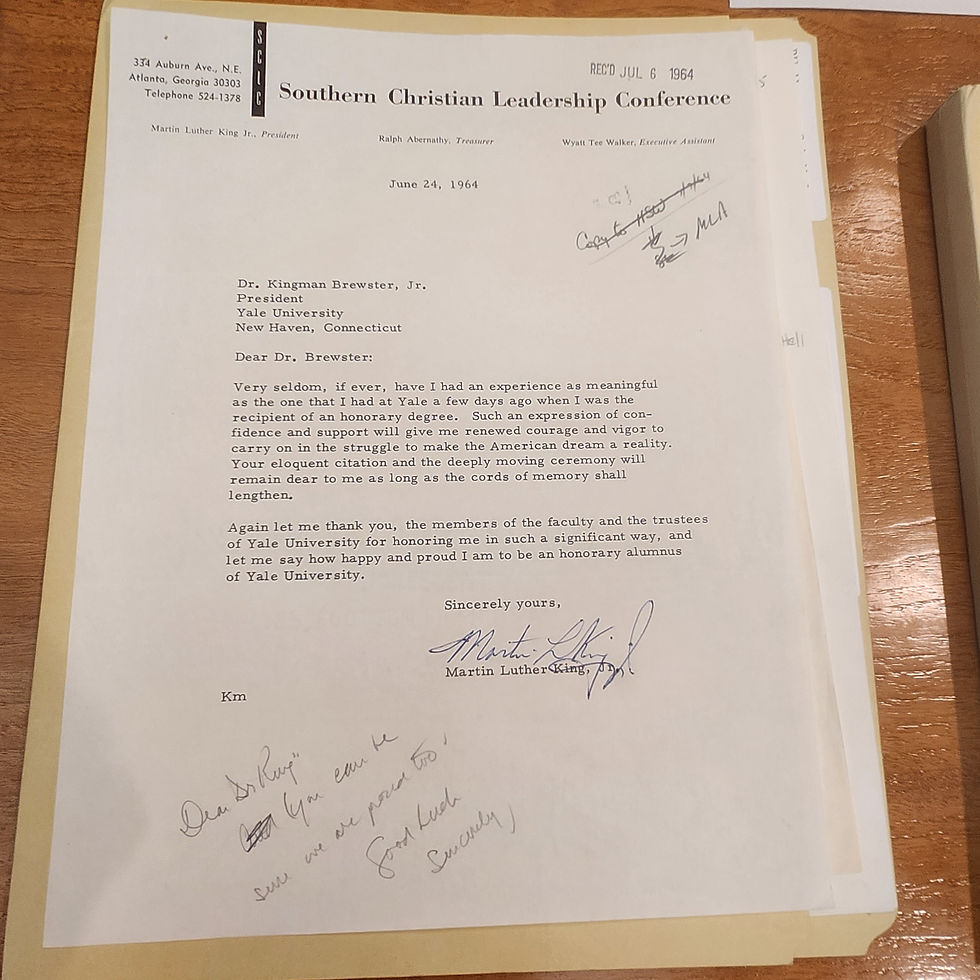 334 Auburn Ave., N.E.
Atlanta, Georgia 30303
Telephone 524-1378
SCLC
REC'D JUL 6 1964
Southern Christian Leadership Conference
Martin Luther King Jr., President
Ralph Abernathy, Treasurer
Wyatt Tee Walker, Executive Assistant
June 24, 1964
Copy to HSW
MLA
Dr. Kingman Brewster, Jr.
President
Yale University
New Haven, Connecticut
Dear Dr. Brewster:
Very seldom, if ever, have I had an experience as meaningful
as the one that I had at Yale a few days ago when I was the
recipient of an honorary degree. Such an expression of con-
fidence and support will give me renewed courage and vigor to
carry on in the struggle to make the American dream a reality.
Your eloquent citation and the deeply moving ceremony will
remain dear to me as long as the cords of memory shall
lengthen.
Again let me thank you, the members of the faculty and the trustees
of Yale University for honoring me in such a significant way, and
let me say how happy and proud I am to be an honorary alumnus
of Yale University.
Sincerely yours,
Martin L King Jr
Martin Luther King, Jr.
Km
Dear Dr King"
You can be
sure we are proud too!
Good Luck
Sincerely,